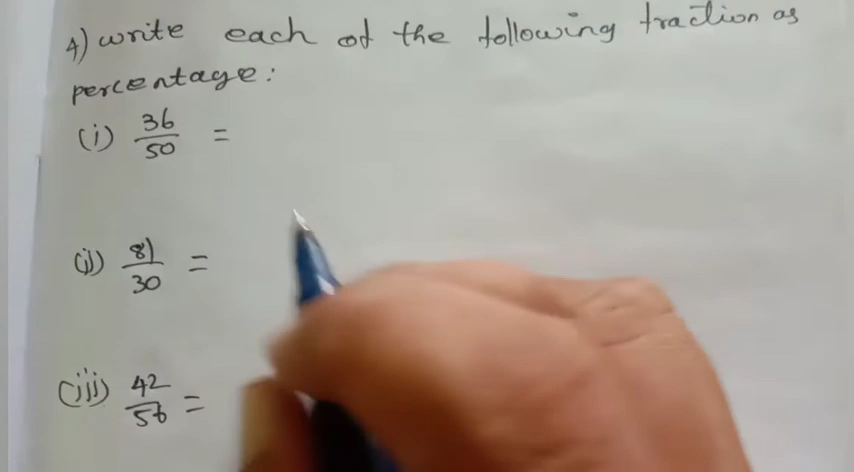 4) write each of the following fraction as
percentage:
(i) 36/50 =
(ii) 81/30 =
(iii) 42/56 =